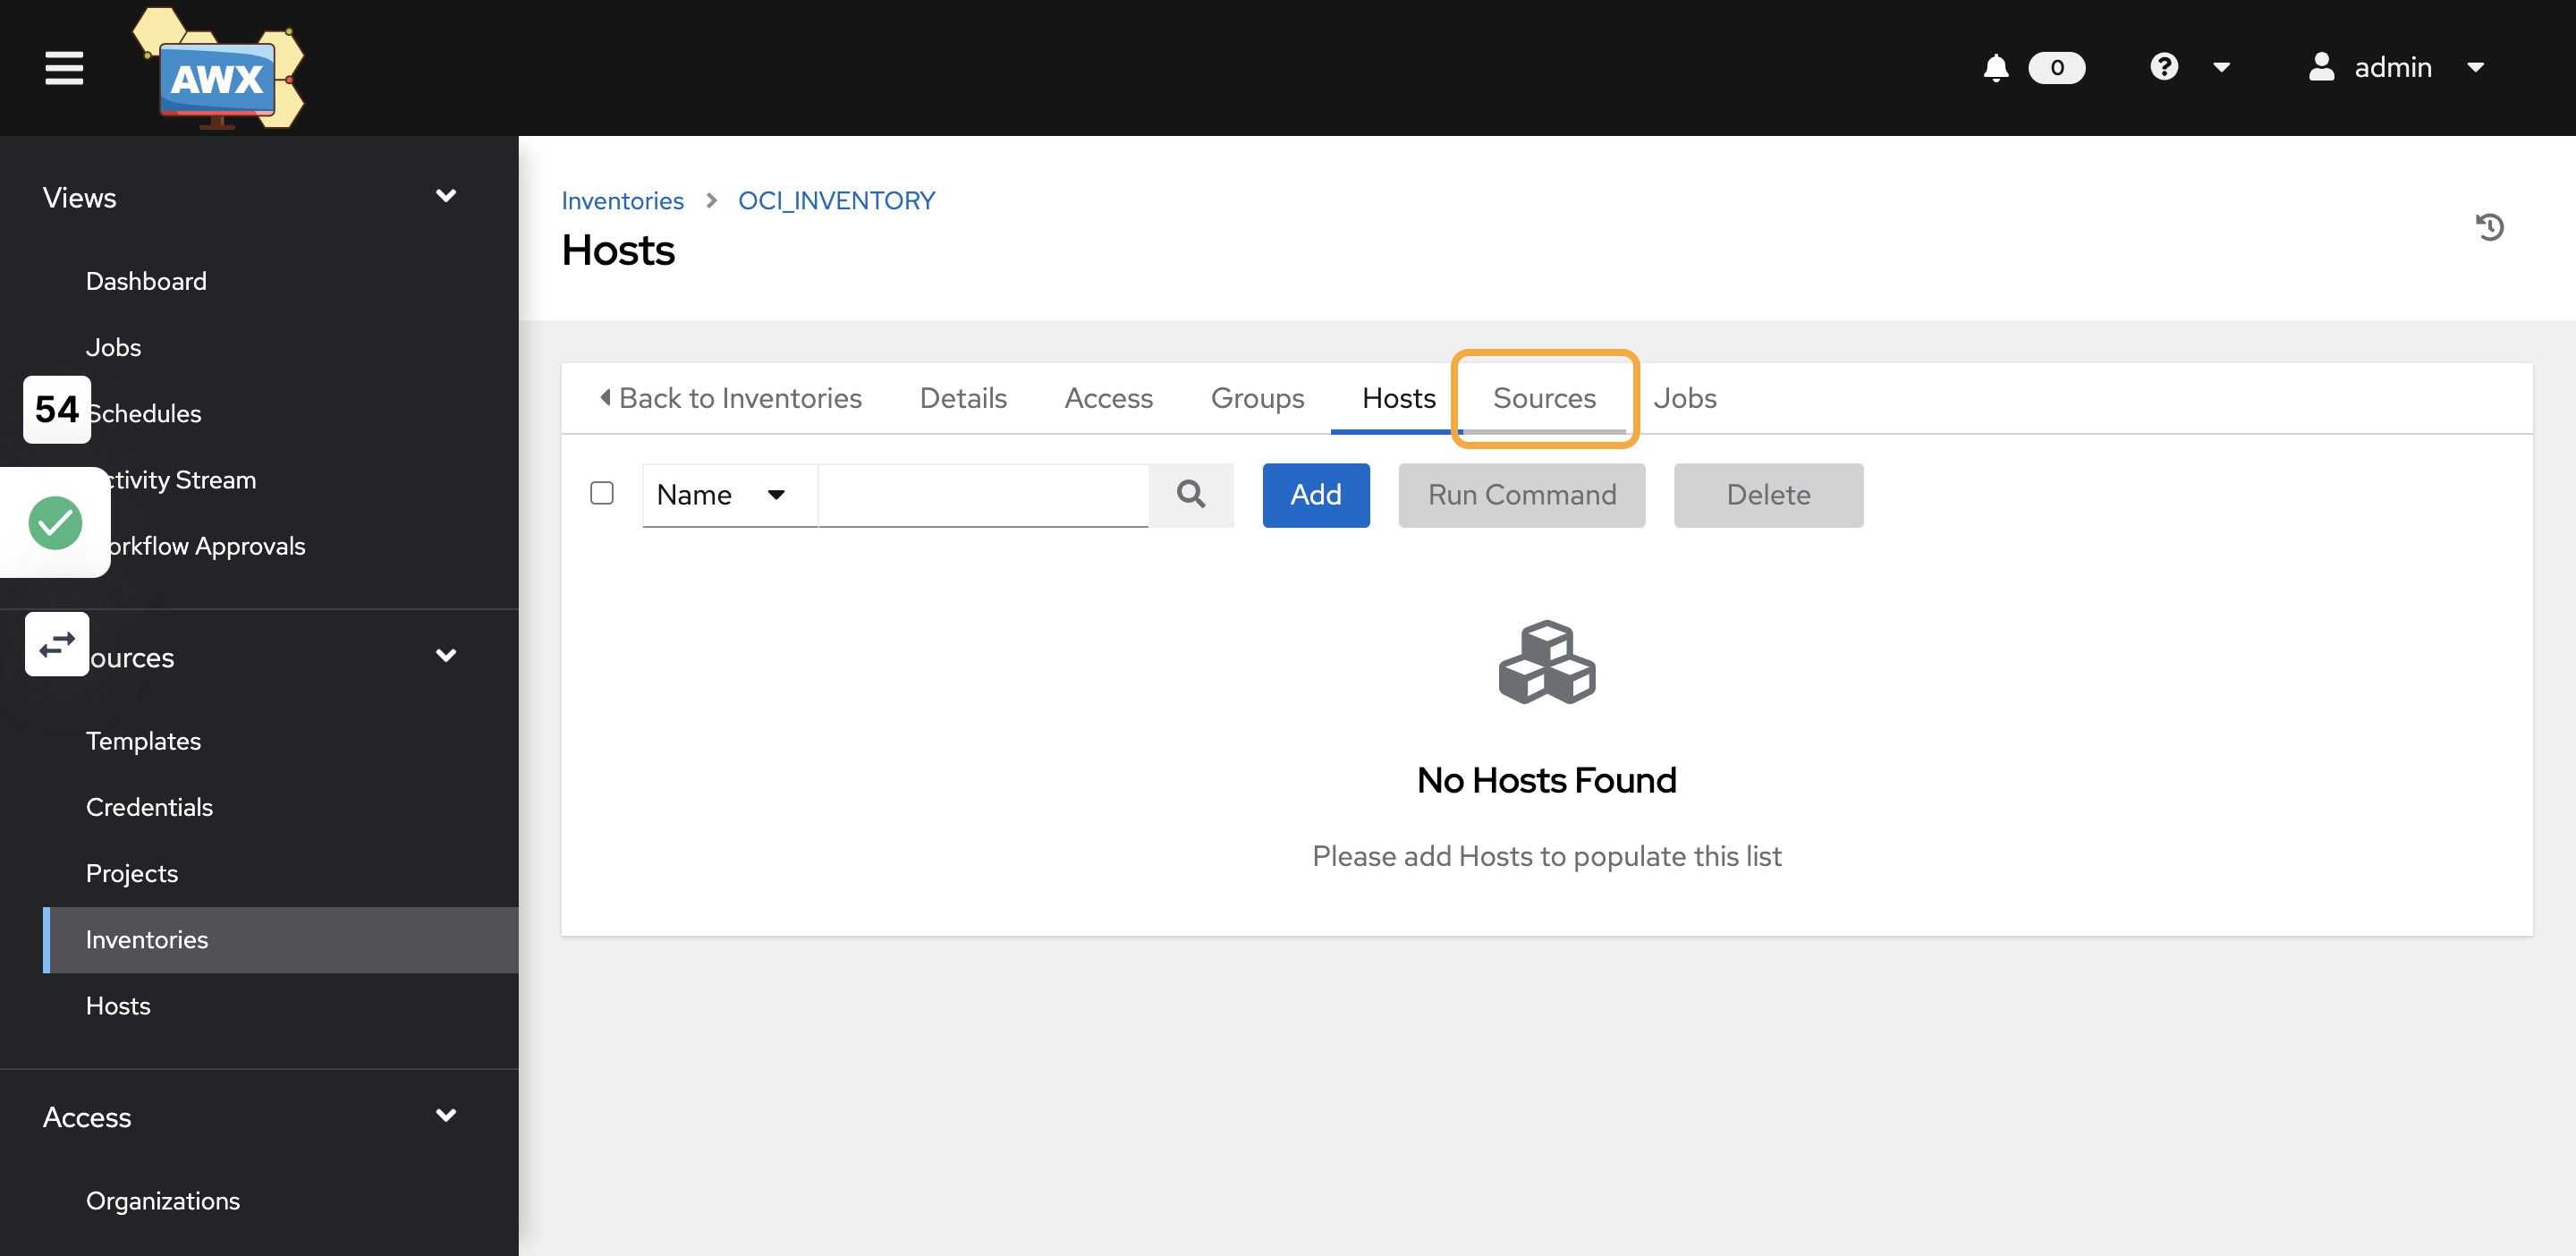 AWX
0
admin
Views
Dashboard
Jobs
54
Schedules
ctivity Stream
orkflow Approvals
ources
Templates
Credentials
Projects
Inventories
Hosts
Access
Organizations
Inventories > OCI_INVENTORY
Hosts
Back to Inventories Details Access Groups Hosts Sources Jobs
Name Add Run Command Delete
No Hosts Found
Please add Hosts to populate this list